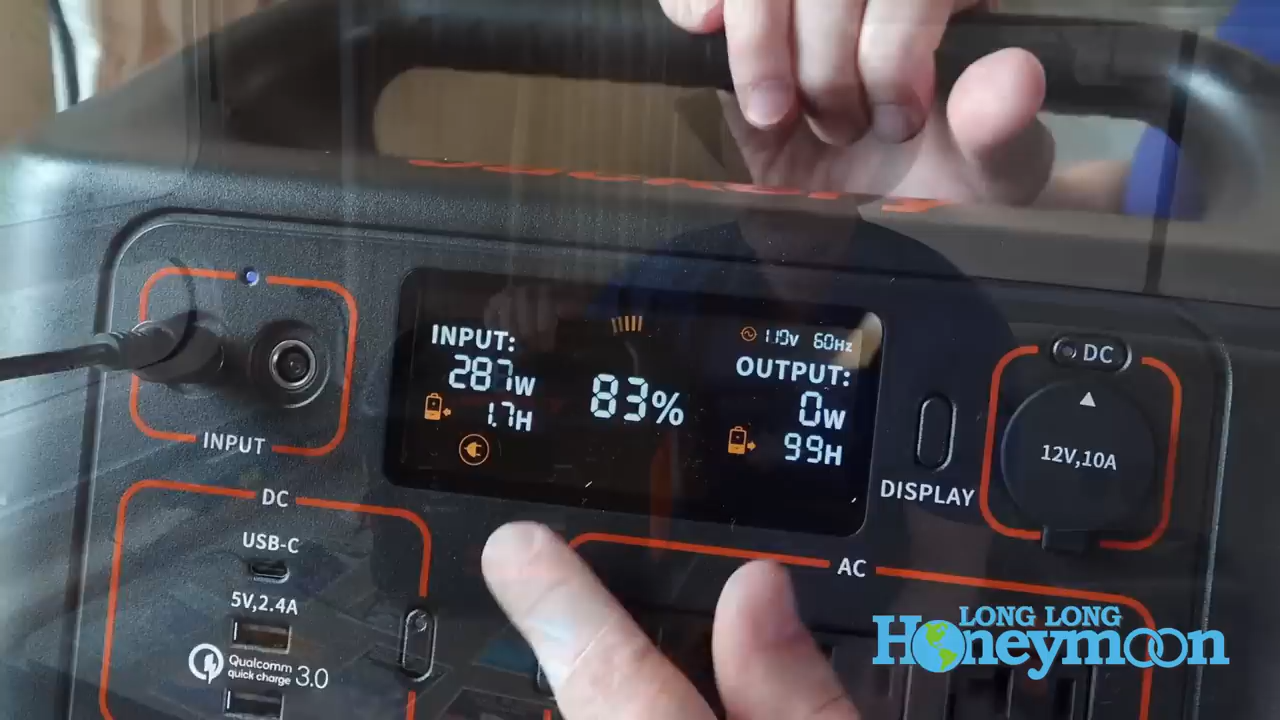 INPUT:
287W
1.7H
83%
110V 60HZ
OUTPUT:
0W
99H
DISPLAY
DC
12V,10A
INPUT
DC
USB-C
5V,2.4A
Qualcomm
quick charge 3.0
AC
LONG LONG
Honeymoon